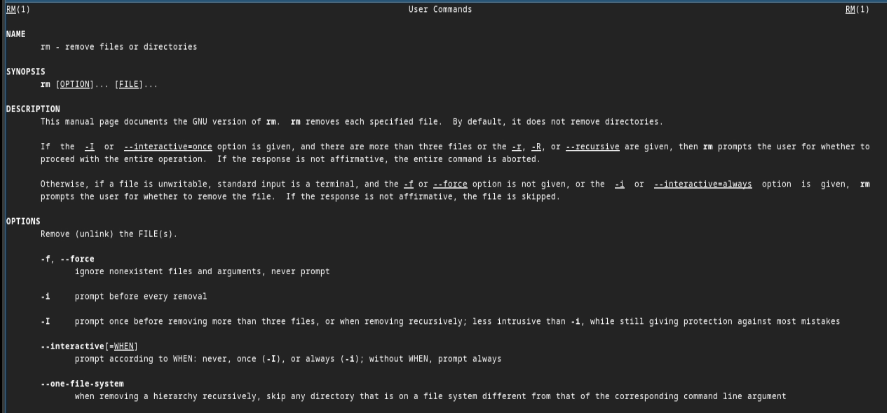 RM(1) User Commands RM(1)
NAME
rm - remove files or directories
SYNOPSIS
rm [OPTION]... [FILE]...
DESCRIPTION
This manual page documents the GNU version of rm. rm removes each specified file. By default, it does not remove directories.
If the -I or --interactive=once option is given, and there are more than three files or the -r, -R, or --recursive are given, then rm prompts the user for whether to
proceed with the entire operation. If the response is not affirmative, the entire command is aborted.
Otherwise, if a file is unwritable, standard input is a terminal, and the -f or --force option is not given, or the -i or --interactive=always option is given, rm
prompts the user for whether to remove the file. If the response is not affirmative, the file is skipped.
OPTIONS
Remove (unlink) the FILE(s).
-f, --force
ignore nonexistent files and arguments, never prompt
-i prompt before every removal
-I prompt once before removing more than three files, or when removing recursively; less intrusive than -i, while still giving protection against most mistakes
--interactive[=WHEN]
prompt according to WHEN: never, once (-I), or always (-i); without WHEN, prompt always
--one-file-system
when removing a hierarchy recursively, skip any directory that is on a file system different from that of the corresponding command line argument